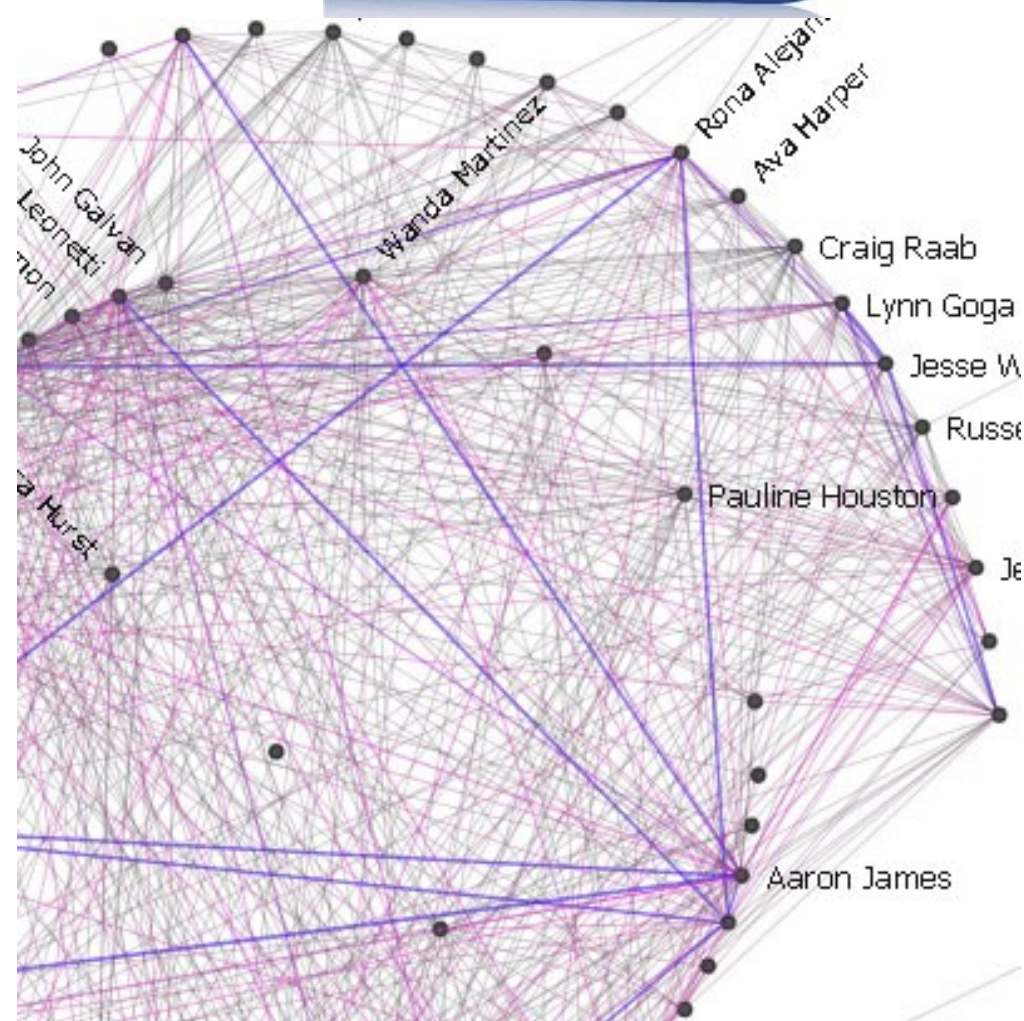 Rona Alejan
Ava Harper
John Galvan
Wanda Martinez
Leonetti
Craig Raab
Lynn Goga
Jesse W
Russe
Hurst
Pauline Houston
Je
Aaron James